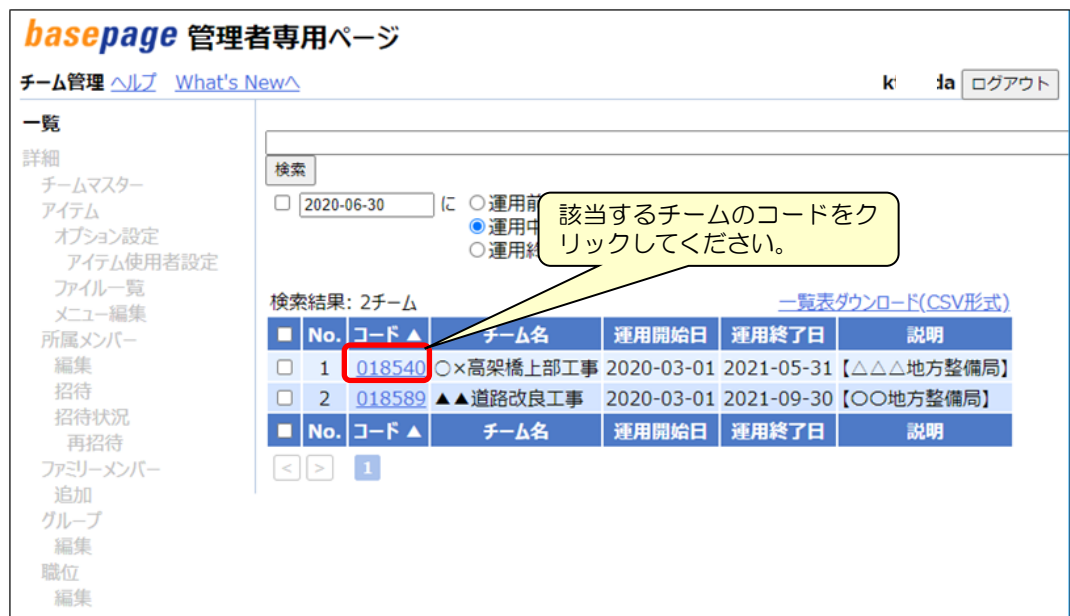 basepage 管理者専用ページ
チーム管理 ヘルプ What's Newへ ログアウト
一覧
詳細
チームマスター
アイテム
オプション設定
アイテム使用者設定
ファイル一覧
メニュー編集
所属メンバー
編集
招待
招待状況
再招待
ファミリーメンバー
追加
グループ
編集
職位
編集
検索
2020-06-30 に 運用前
運用中
運用終
該当するチームのコードをク
リックしてください。
検索結果: 2チーム 一覧表ダウンロード(CSV形式)
No. コード ▲ チーム名 運用開始日 運用終了日 説明
1 018540 ○×高架橋上部工事 2020-03-01 2021-05-31 【△△△地方整備局】
2 018589 ▲▲道路改良工事 2020-03-01 2021-09-30 【〇〇地方整備局】
No. コード ▲ チーム名 運用開始日 運用終了日 説明
< > 1